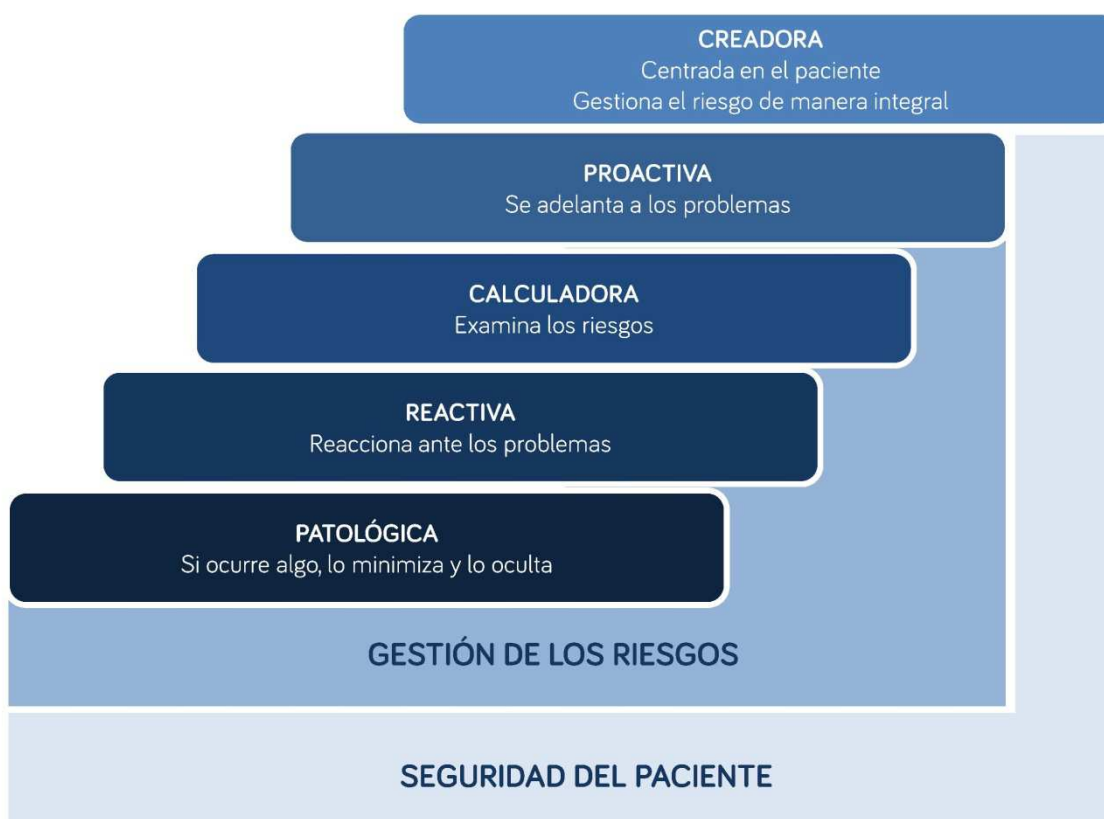 CREADORA
Centrada en el paciente
Gestiona el riesgo de manera integral
PROACTIVA
Se adelanta a los problemas
CALCULADORA
Examina los riesgos
REACTIVA
Reacciona ante los problemas
PATOLÓGICA
Si ocurre algo, lo minimiza y lo oculta
GESTIÓN DE LOS RIESGOS
SEGURIDAD DEL PACIENTE